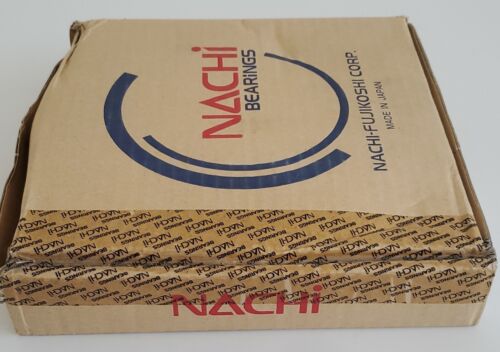 NACHi
BEARiNGS
NACHI-FUJIKOSHI CORP.
MADE IN JAPAN
NACHi